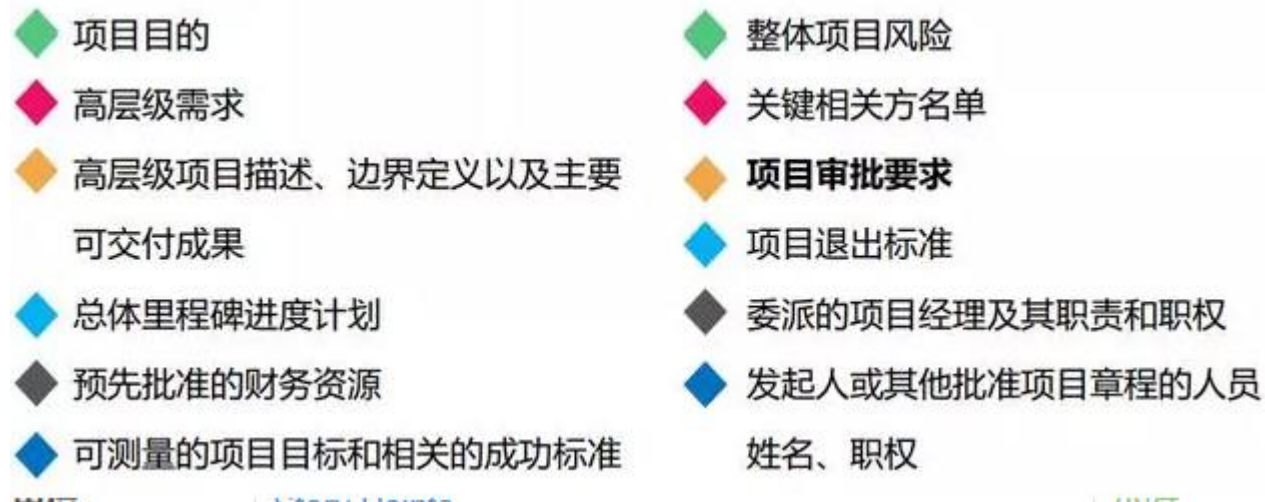 项目目的
高层级需求
高层级项目描述、边界定义以及主要
可交付成果
总体里程碑进度计划
预先批准的财务资源
可测量的项目目标和相关的成功标准
整体项目风险
关键相关方名单
项目审批要求
项目退出标准
委派的项目经理及其职责和职权
发起人或其他批准项目章程的人员
姓名、职权